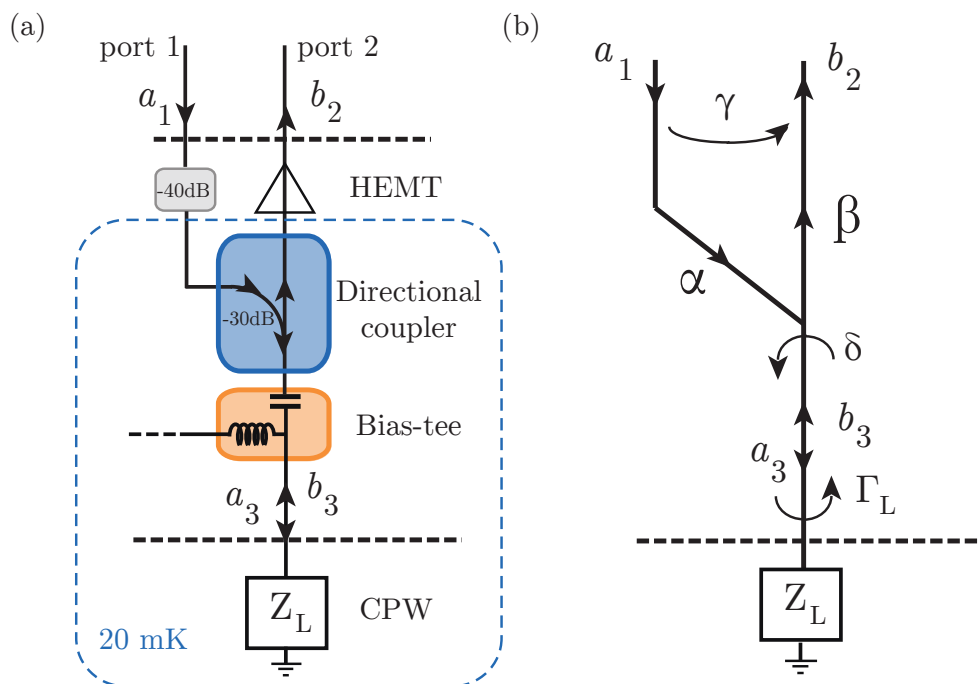 (a)
port 1
port 2
a1
b2
-40dB
HEMT
-30dB
Directional
coupler
Bias-tee
a3
b3
ZL
CPW
20 mK
(b)
a1
b2
γ
β
α
δ
b3
a3
ΓL
ZL